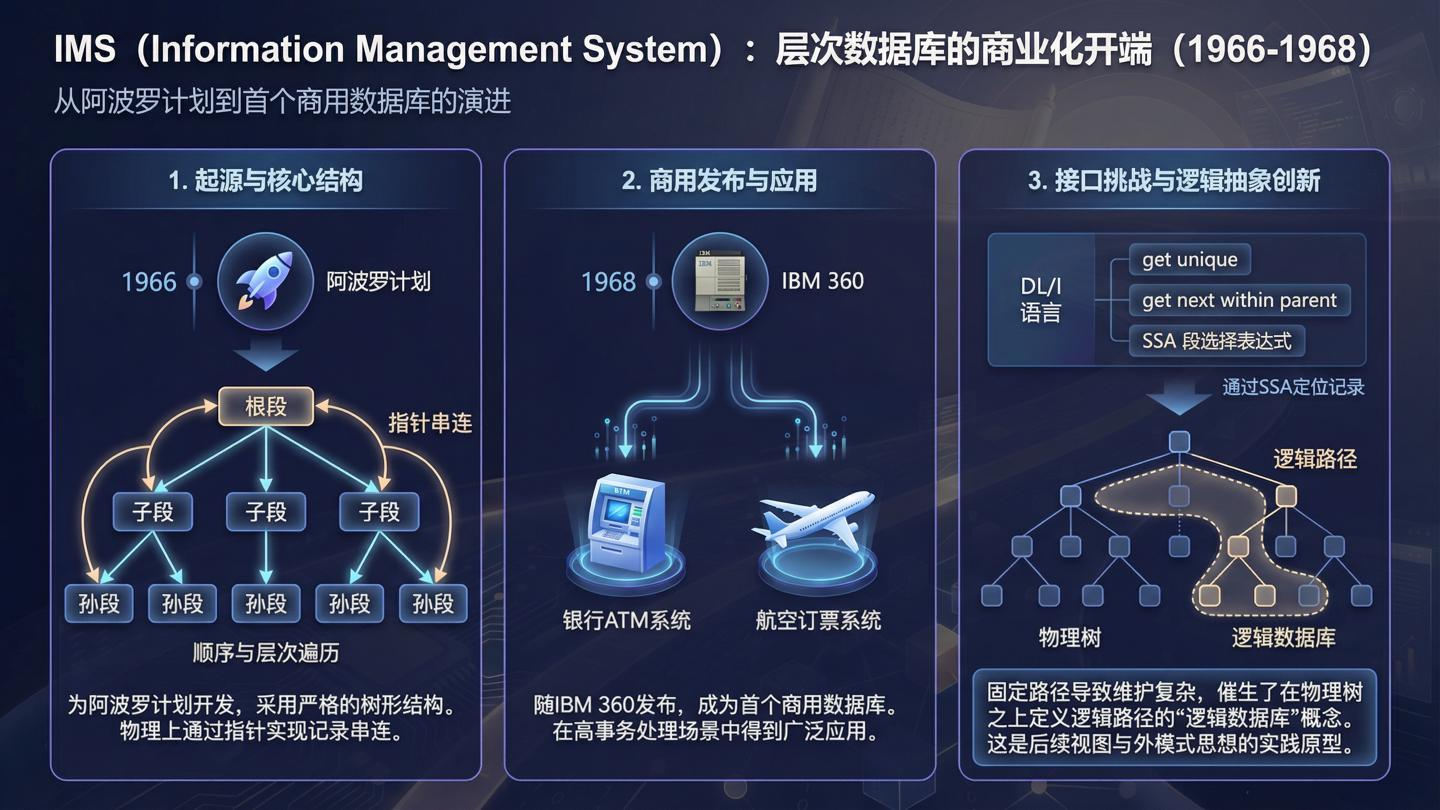 IMS（Information Management System）：层次数据库的商业化开端（1966-1968）
从阿波罗计划到首个商用数据库的演进
1. 起源与核心结构
1966
阿波罗计划
根段
指针串连
子段
子段
子段
孙段
孙段
孙段
孙段
孙段
顺序与层次遍历
为阿波罗计划开发，采用严格的树形结构。
物理上通过指针实现记录串连。
2. 商用发布与应用
1968
IBM
IBM 360
BTM
银行ATM系统
航空订票系统
随IBM 360发布，成为首个商用数据库。
在高事务处理场景中得到广泛应用。
3. 接口挑战与逻辑抽象创新
DL/I
语言
get unique
get next within parent
SSA 段选择表达式
通过SSA定位记录
逻辑路径
物理树
逻辑数据库
固定路径导致维护复杂，催生了在物理树
之上定义逻辑路径的“逻辑数据库”概念。
这是后续视图与外模式思想的实践原型。